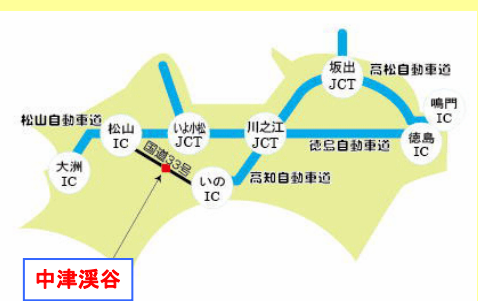 坂出
JCT
高松自動車道
鳴門
IC
松山自動車道
松山
IC
いよ小松
JCT
川之江
JCT
徳島自動車道
徳島
IC
国道33号
大洲
IC
いの
IC
高知自動車道
中津渓谷